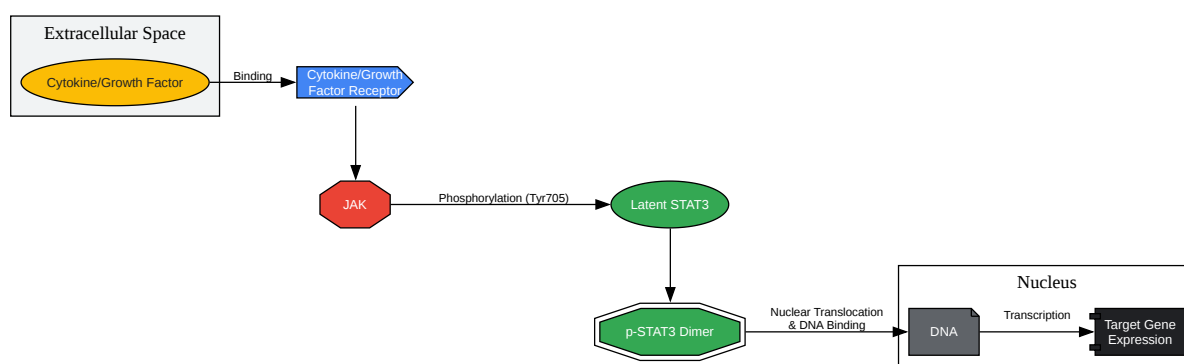 Extracellular Space
Cytokine/Growth Factor
Binding
Cytokine/Growth
Factor Receptor
JAK
Phosphorylation (Tyr705)
Latent STAT3
p-STAT3 Dimer
Nuclear Translocation
& DNA Binding
Nucleus
DNA
Transcription
Target Gene
Expression